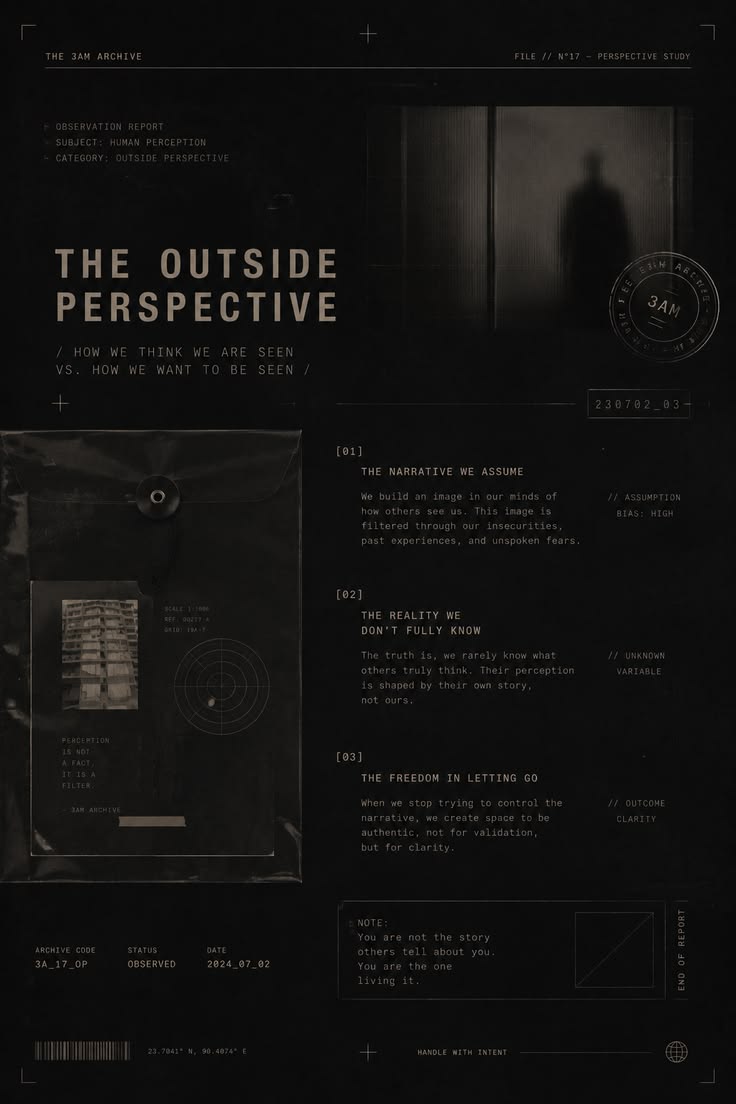 THE 3AM ARCHIVE
FILE // N°17 — PERSPECTIVE STUDY
OBSERVATION REPORT
SUBJECT: HUMAN PERCEPTION
CATEGORY: OUTSIDE PERSPECTIVE
THE OUTSIDE
PERSPECTIVE
/ HOW WE THINK WE ARE SEEN
VS. HOW WE WANT TO BE SEEN /
3AM
230702_03
[01]
THE NARRATIVE WE ASSUME
We build an image in our minds of
how others see us. This image is
filtered through our insecurities,
past experiences, and unspoken fears.
// ASSUMPTION
BIAS: HIGH
[02]
THE REALITY WE
DON'T FULLY KNOW
The truth is, we rarely know what
others truly think. Their perception
is shaped by their own story,
not ours.
// UNKNOWN
VARIABLE
[03]
THE FREEDOM IN LETTING GO
When we stop trying to control the
narrative, we create space to be
authentic, not for validation,
but for clarity.
// OUTCOME
CLARITY
SCALE
REF.
GRID:
PERCEPTION
IS NOT
A FACT.
IT IS A
FILTER.
- 3AM ARCHIVE
NOTE:
You are not the story
others tell about you.
You are the one
living it.
END OF REPORT
ARCHIVE CODE
3A_17_OP
STATUS
OBSERVED
DATE
2024_07_02
23.7041° N, 90.4074° E
HANDLE WITH INTENT